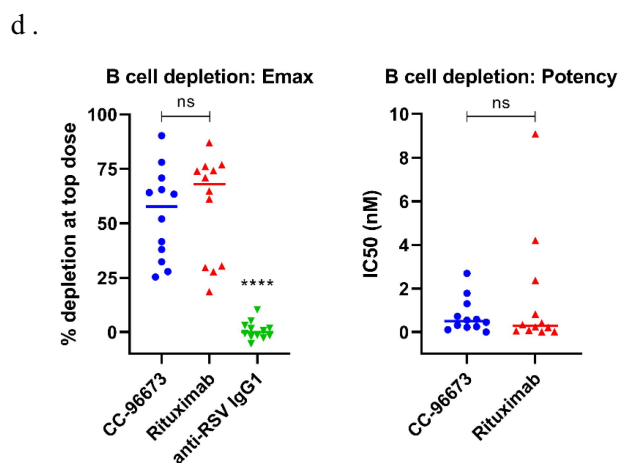 d .
B cell depletion: Emax
ns
100
75
50
25
0
% depletion at top dose
****
CC-96673
Rituximab
anti-RSV IgG1
B cell depletion: Potency
ns
10
8
6
4
2
0
IC50 (nM)
CC-96673
Rituximab